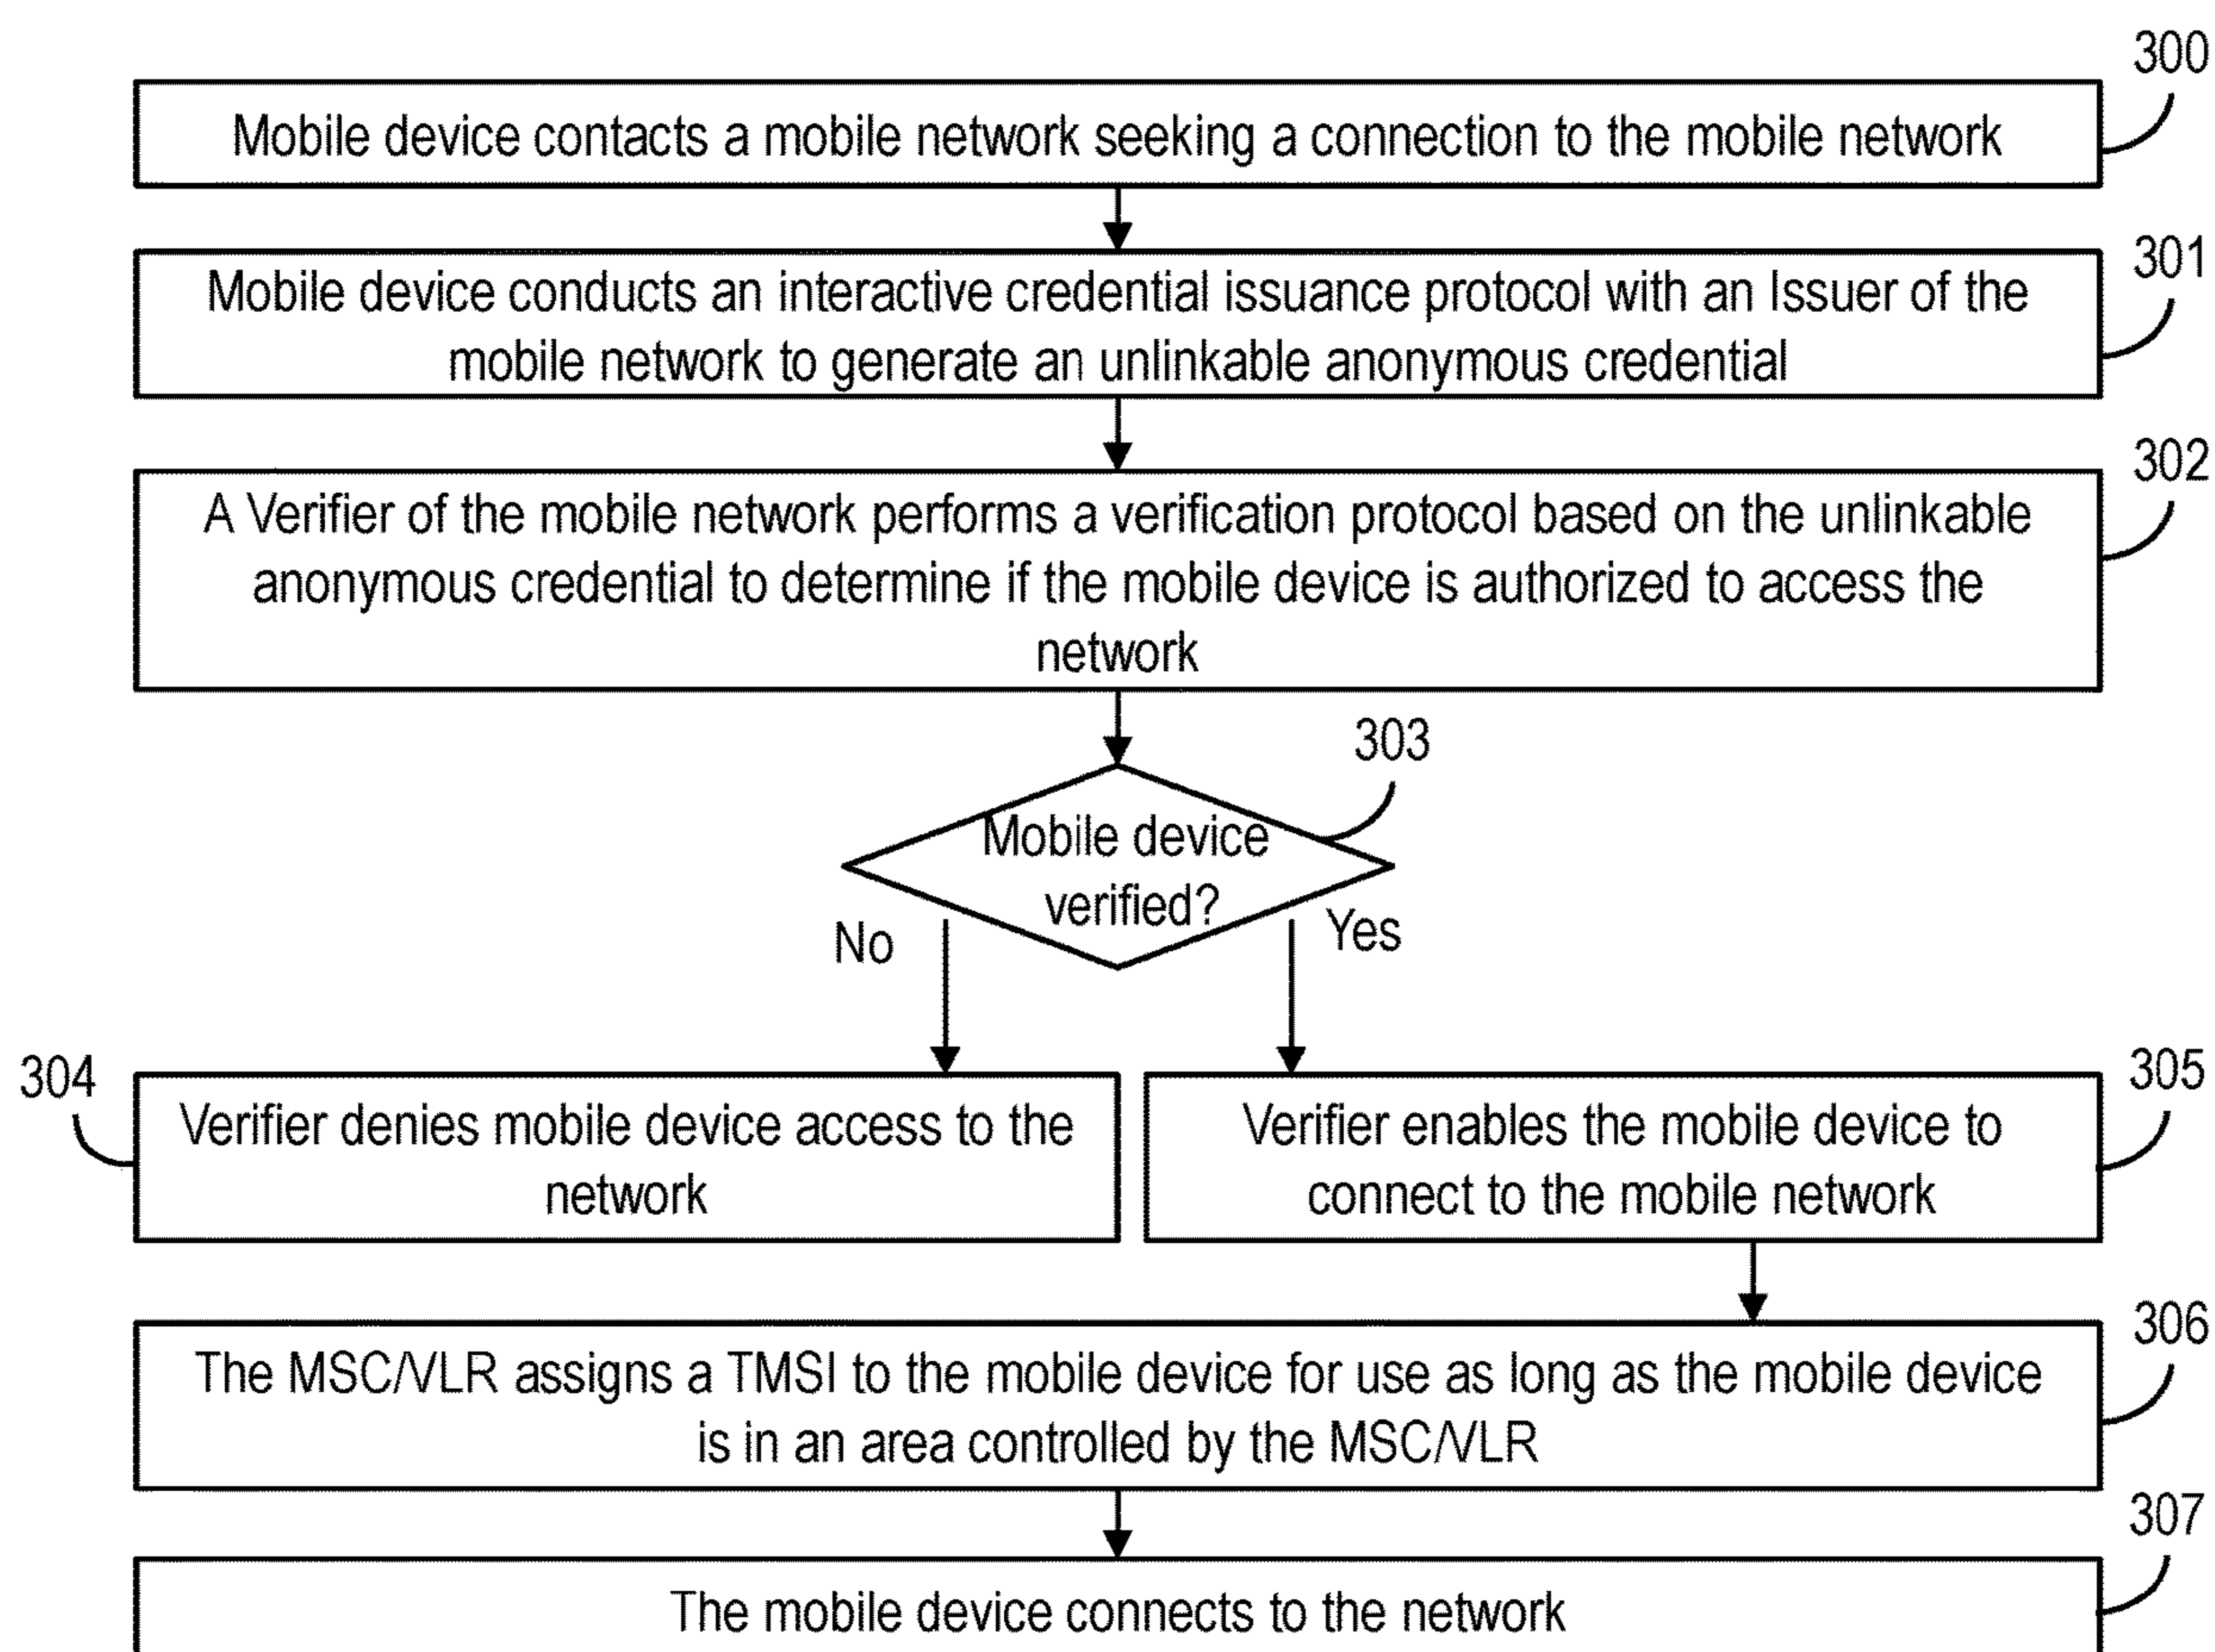 300
Mobile device contacts a mobile network seeking a connection to the mobile network
301
Mobile device conducts an interactive credential issuance protocol with an Issuer of the
mobile network to generate an unlinkable anonymous credential
302
A Verifier of the mobile network performs a verification protocol based on the unlinkable
anonymous credential to determine if the mobile device is authorized to access the
network
303
Mobile device
verified?
No
Yes
304
Verifier denies mobile device access to the
network
305
Verifier enables the mobile device to
connect to the mobile network
306
The MSC/VLR assigns a TMSI to the mobile device for use as long as the mobile device
is in an area controlled by the MSC/VLR
307
The mobile device connects to the network